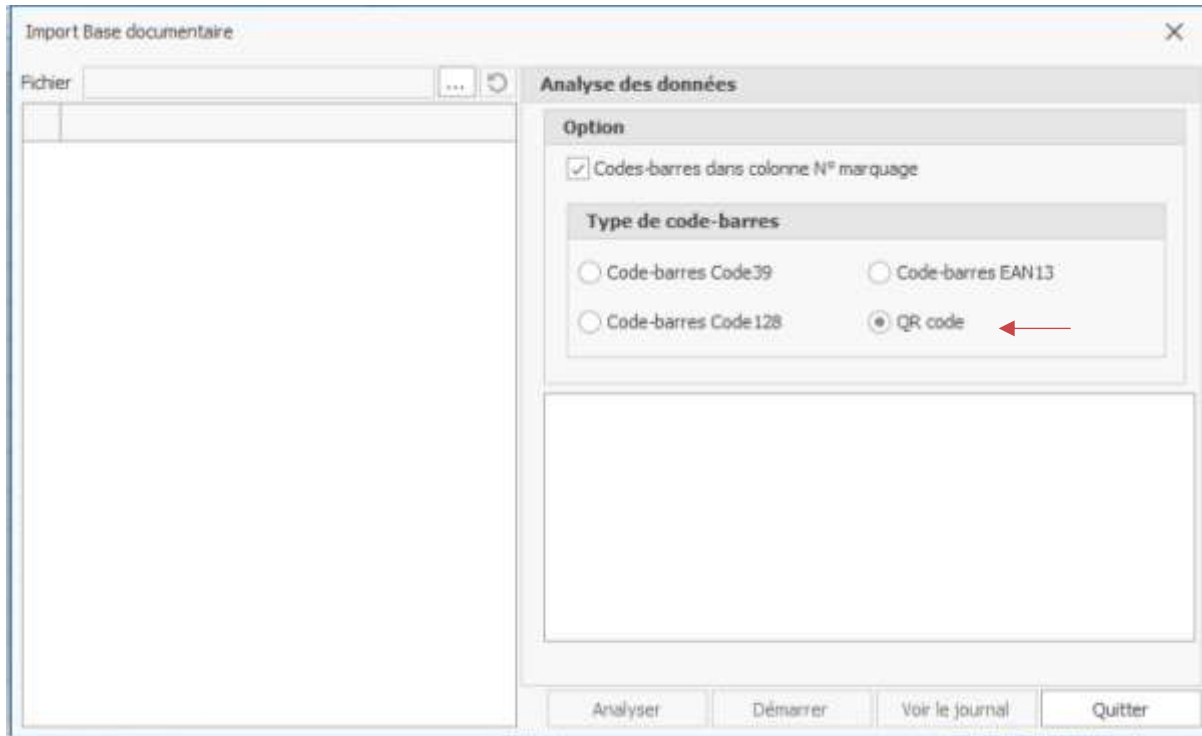 Import Base documentaire
Fichier ...
Analyse des données
Option
Codes-barres dans colonne N° marquage
Type de code-barres
Code-barres Code39 Code-barres EAN13
Code-barres Code128 QR code
Analyser Démarrer Voir le journal Quitter